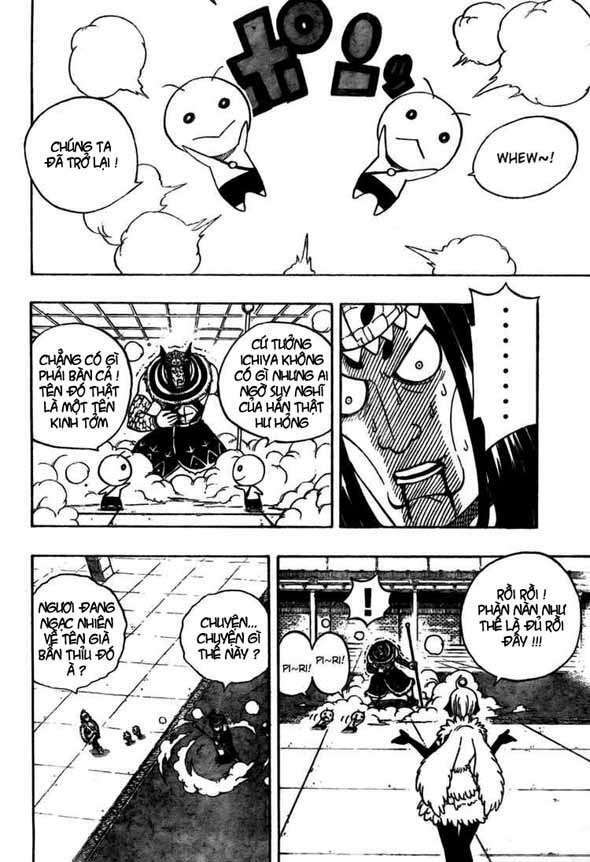 WHEW~!
CHÚNG TA
ĐÃ TRỞ LẠI !
.........
CỨ TƯỞNG
ICHIYA KHÔNG
CÓ GÌ NHƯNG AI
NGỜ SUY NGHĨ
CỦA HẮN THẬT
HƯ HỎNG
CHẲNG CÓ GÌ
PHẢI BÀN CẢ !
TÊN ĐÓ THẬT
LÀ MỘT TÊN
KINH TỞM
RỒI RỒI !
PHÀN NÀN NHƯ
THẾ LÀ ĐỦ RỒI
ĐẤY !!!
!
PI~RI!
PI~RI!
CHUYỆN...
CHUYỆN GÌ
THẾ NÀY ?
NGƯƠI ĐANG
NGẠC NHIÊN
VỀ TÊN GIÀ
BẨN THỈU ĐÓ
À ?